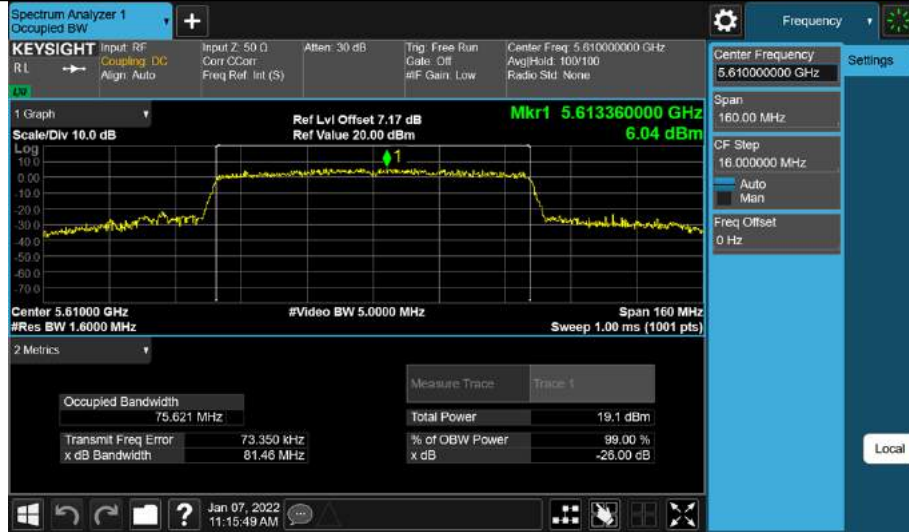 Spectrum Analyzer 1
Occupied BW
Frequency
KEYSIGHT
RL
Input: RF
Coupling: DC
Align: Auto
Input Z: 50 Ω
Corr CCorr
Freq Ref: Int (S)
Atten: 30 dB
Trig: Free Run
Gate: Off
#IF Gain: Low
Center Freq: 5.610000000 GHz
Avg|Hold: 100/100
Radio Std: None
1 Graph
Scale/Div 10.0 dB
Ref Lvl Offset 7.17 dB
Ref Value 20.00 dBm
Mkr1 5.613360000 GHz
6.04 dBm
Log
10.0
0.00
-10.0
-20.0
-30.0
-40.0
-50.0
-60.0
-70.0
1
Center 5.61000 GHz
#Res BW 1.6000 MHz
#Video BW 5.0000 MHz
Span 160 MHz
Sweep 1.00 ms (1001 pts)
2 Metrics
Measure Trace
Trace 1
Occupied Bandwidth
75.621 MHz
Total Power
19.1 dBm
Transmit Freq Error
73.350 kHz
% of OBW Power
99.00 %
x dB Bandwidth
81.46 MHz
x dB
-26.00 dB
Center Frequency
5.610000000 GHz
Settings
Span
160.00 MHz
CF Step
16.000000 MHz
Auto
Man
Freq Offset
0 Hz
Local
?
Jan 07, 2022
11:15:49 AM